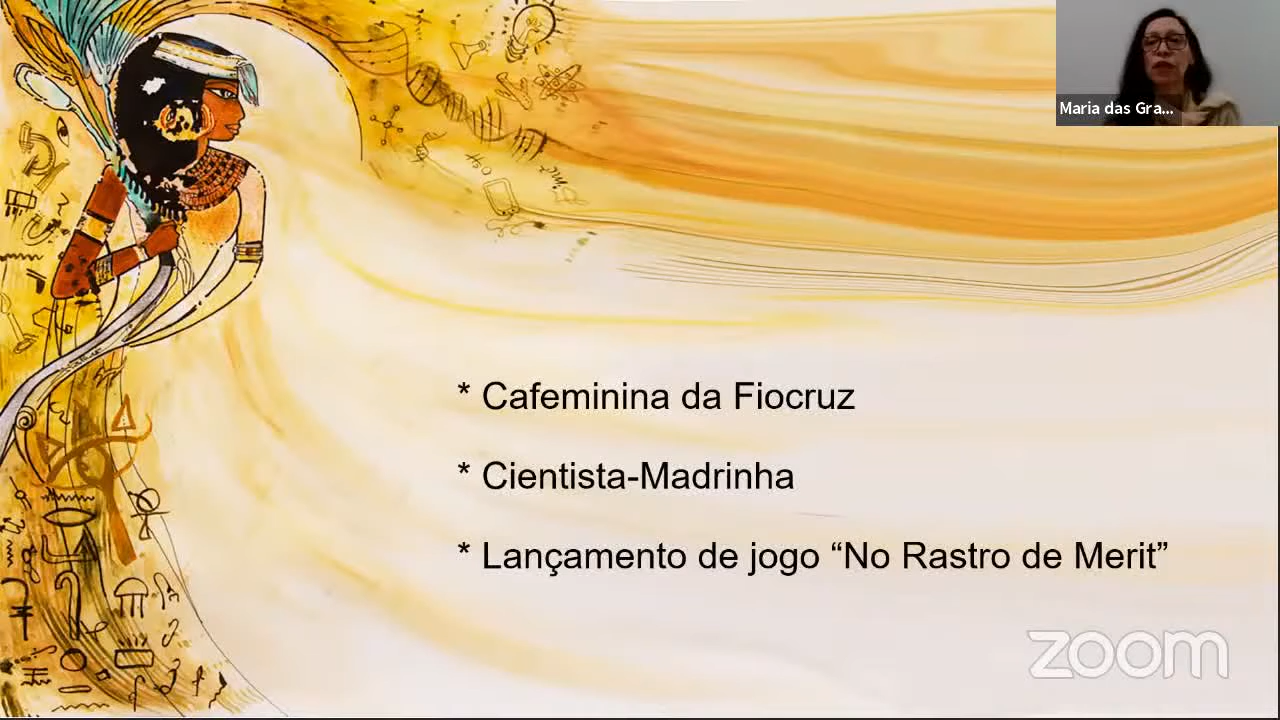 Maria das Gra...
* Cafeminina da Fiocruz
* Cientista-Madrinha
* Lançamento de jogo “No Rastro de Merit”
zoom